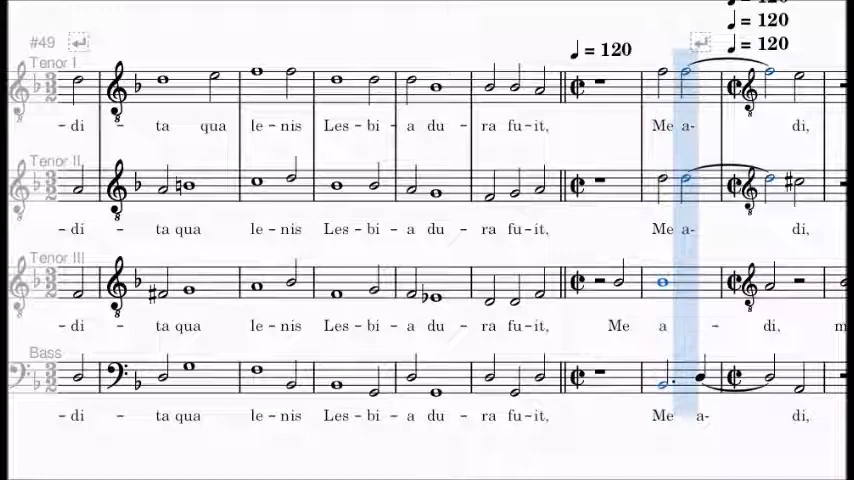 = 120
= 120
#49
= 120
= 120
Tenor I
- di - ta qua le - nis Les - bi - a du - ra fu - it, Me a- di,
Tenor II
- di - ta qua le - nis Les - bi - a du - ra fu - it, Me a- di,
Tenor III
- di - ta qua le - nis Les - bi - a du - ra fu - it, Me a - di, m
Bass
- di - ta qua le - nis Les - bi - a du - ra fu - it, Me a- di,